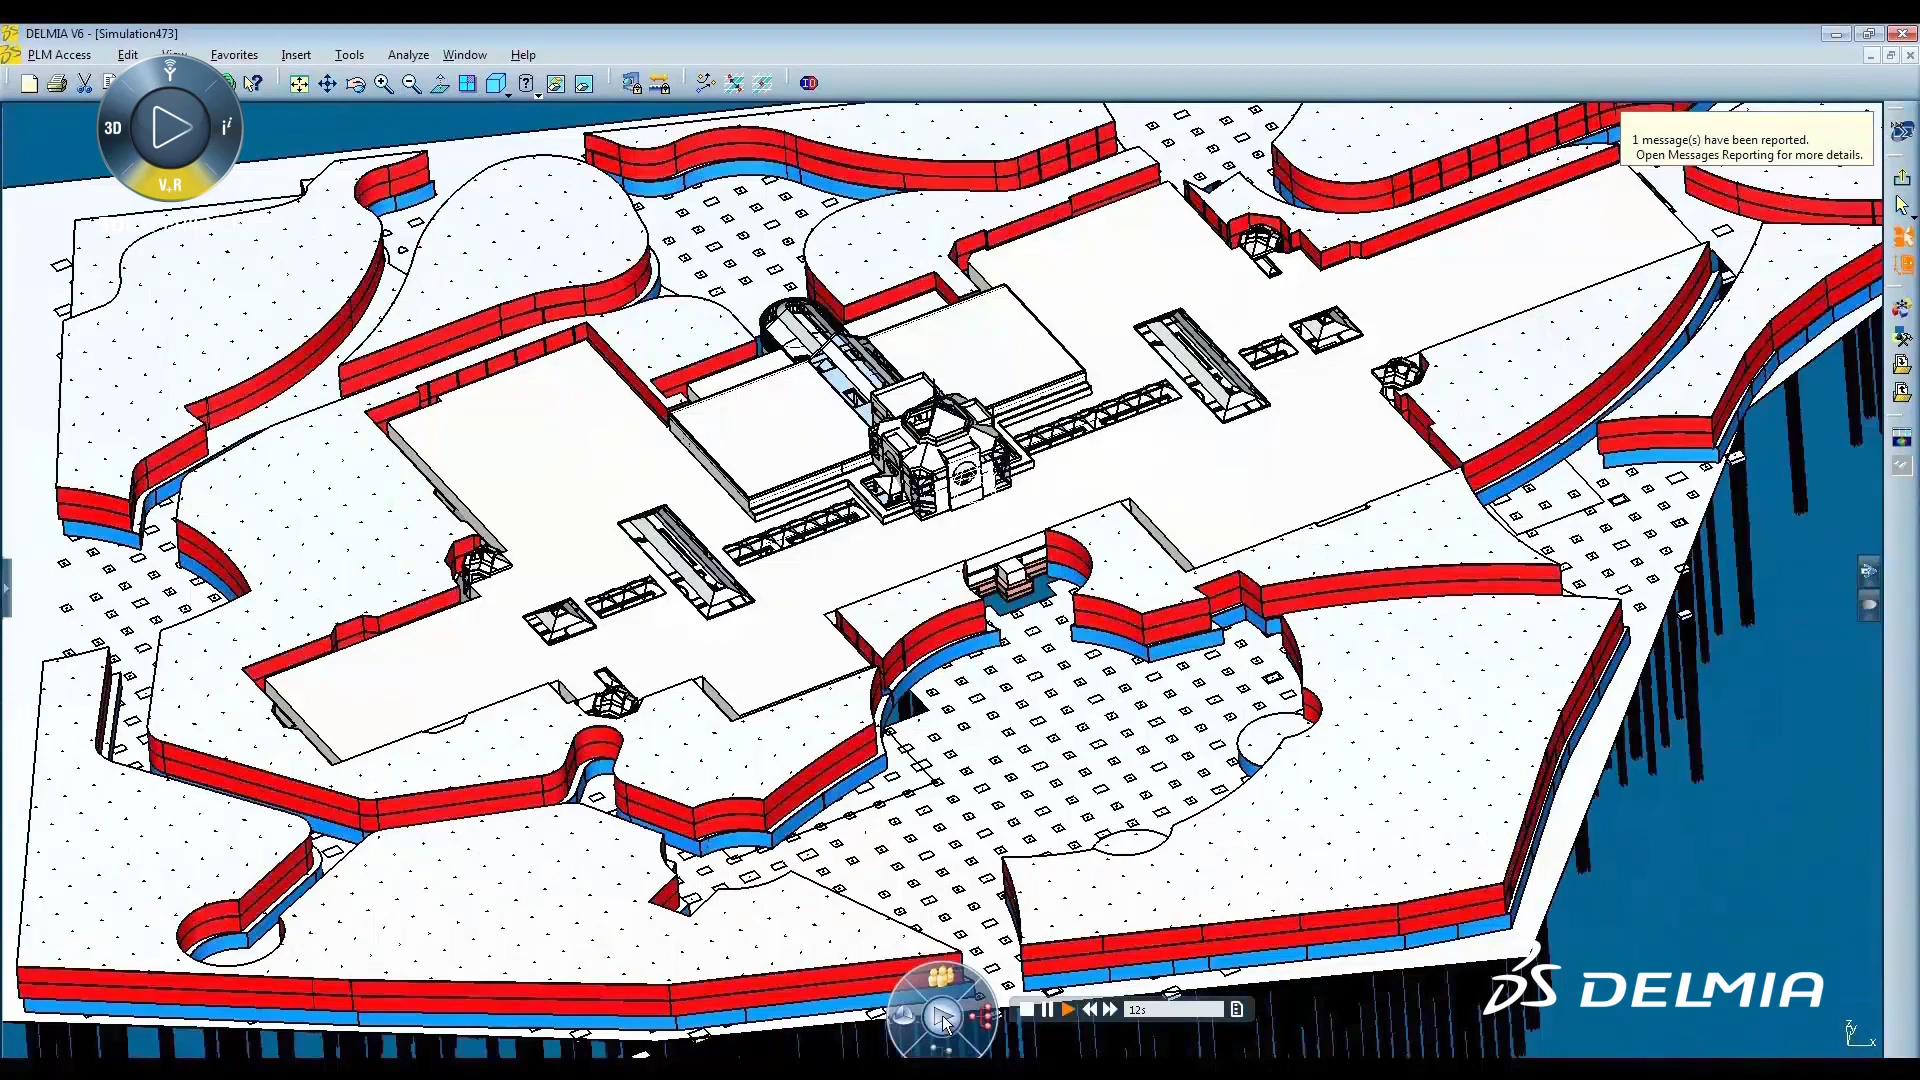 DELMIA V6 - [Simulation473]
PLM Access Edit View Favorites Insert Tools Analyze Window Help
3D
V,R
1 message(s) have been reported.
Open Messages Reporting for more details.
12s
DELMIA